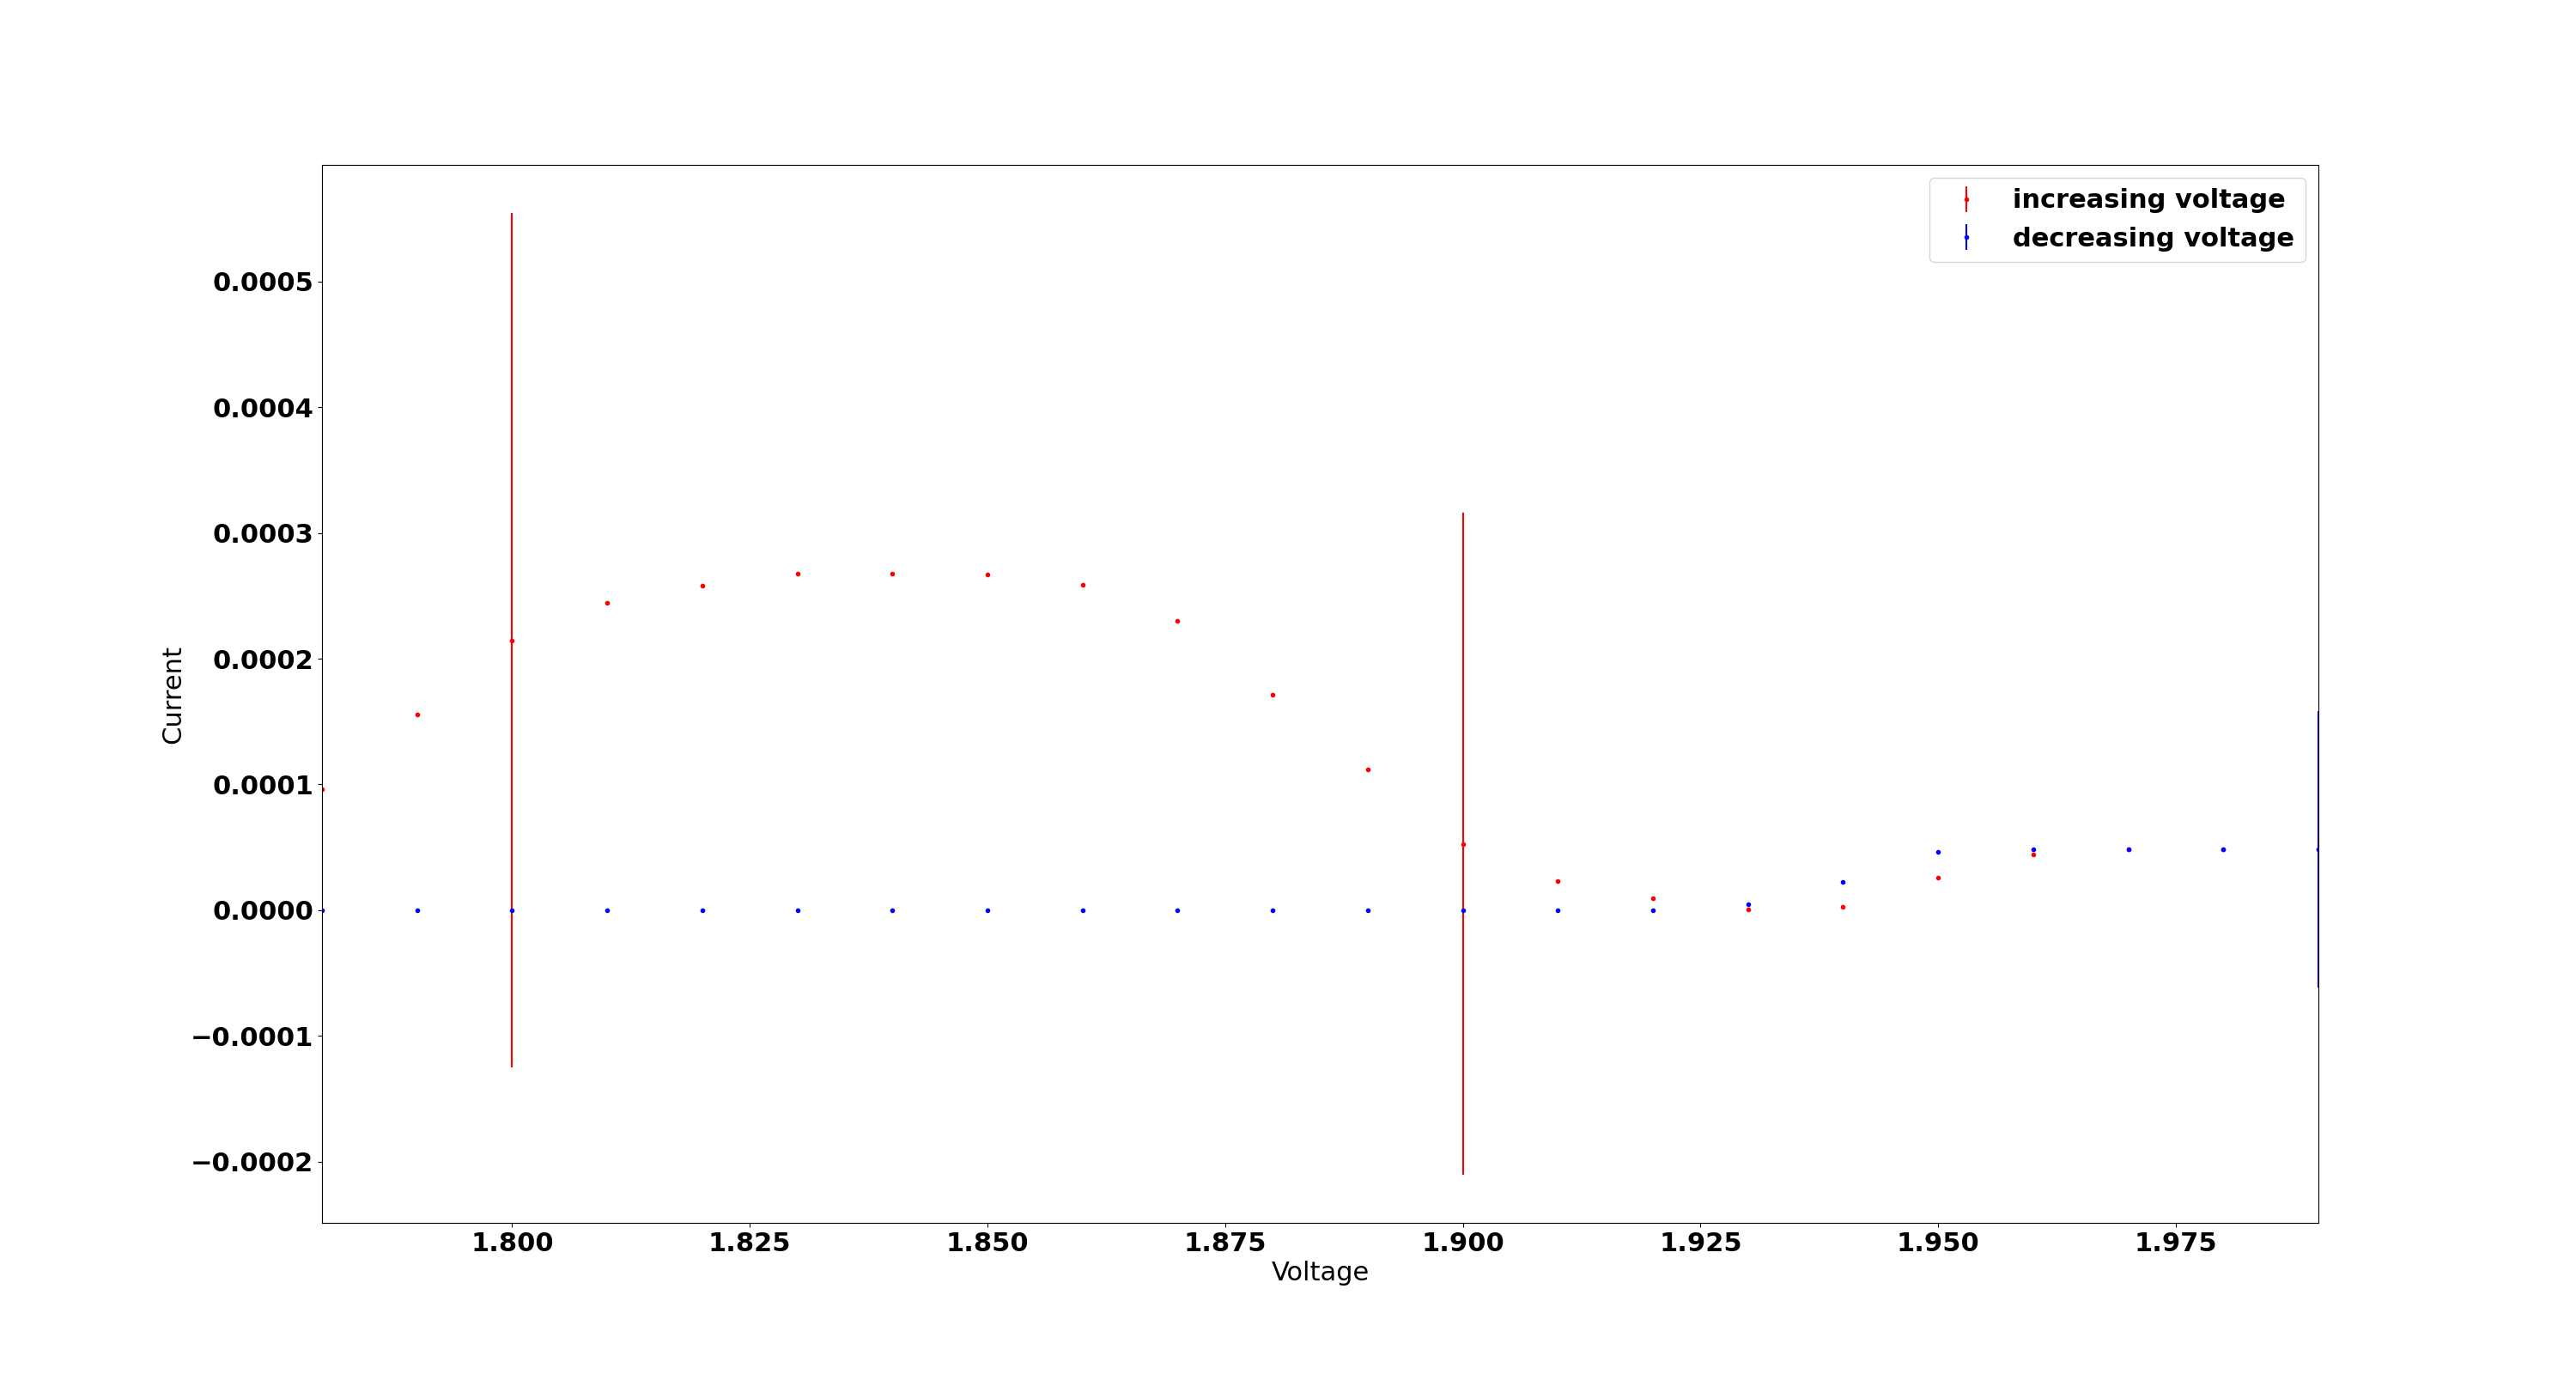 increasing voltage
decreasing voltage
0.0005
0.0004
0.0003
0.0002
0.0001
0.0000
−0.0001
−0.0002
Current
1.800 1.825 1.850 1.875 1.900 1.925 1.950 1.975
Voltage